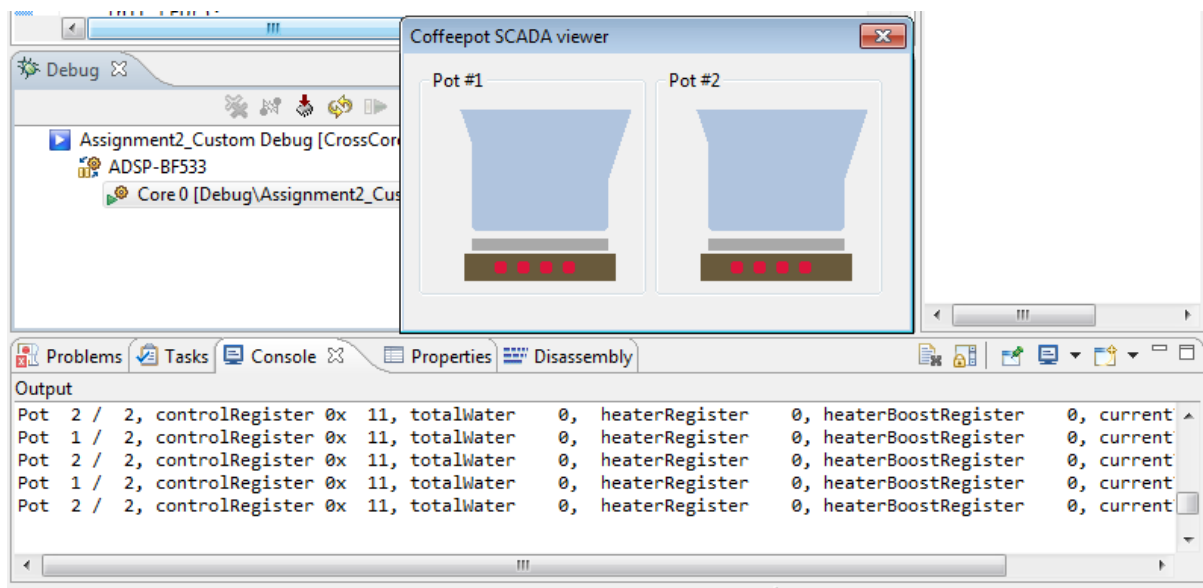 Coffeepot SCADA viewer
Debug
Pot #1
Pot #2
Assignment2_Custom Debug [CrossCor
ADSP-BF533
Core 0 [Debug\Assignment2_Cus
Problems Tasks Console Properties Disassembly
Output
Pot 2 / 2, controlRegister 0x 11, totalWater 0, heaterRegister 0, heaterBoostRegister 0, current
Pot 1 / 2, controlRegister 0x 11, totalWater 0, heaterRegister 0, heaterBoostRegister 0, current
Pot 2 / 2, controlRegister 0x 11, totalWater 0, heaterRegister 0, heaterBoostRegister 0, current
Pot 1 / 2, controlRegister 0x 11, totalWater 0, heaterRegister 0, heaterBoostRegister 0, current
Pot 2 / 2, controlRegister 0x 11, totalWater 0, heaterRegister 0, heaterBoostRegister 0, current